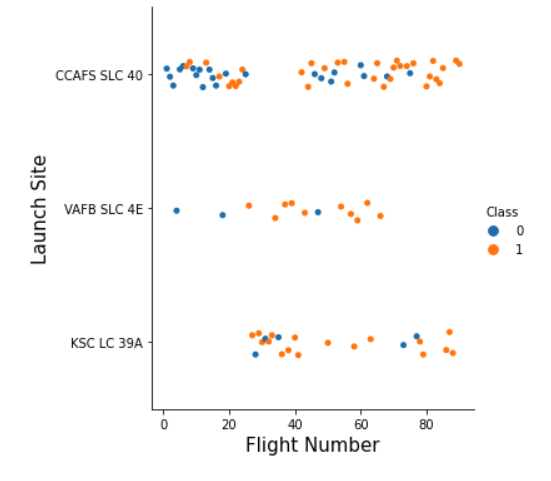 CCAFS SLC 40
VAFB SLC 4E
KSC LC 39A
Launch Site
0 20 40 60 80
Flight Number
Class
0
1